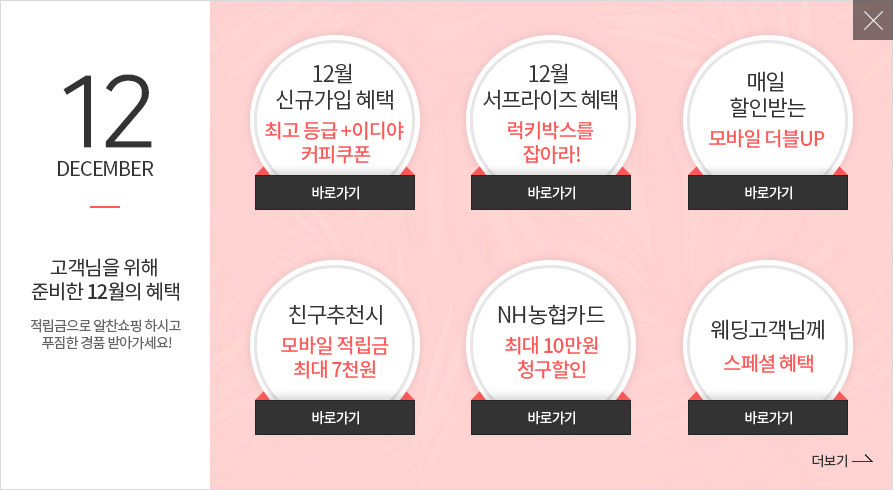 12
DECEMBER
고객님을 위해
준비한 12월의 혜택
적립금으로 알찬쇼핑 하시고
푸짐한 경품 받아가세요!
12월
신규가입 혜택
최고 등급 +이디야
커피쿠폰
바로가기
12월
서프라이즈 혜택
럭키박스를
잡아라!
바로가기
매일
할인받는
모바일 더블UP
바로가기
친구추천시
모바일 적립금
최대 7천원
바로가기
NH농협카드
최대 10만원
청구할인
바로가기
웨딩고객님께
스페셜 혜택
바로가기
더보기